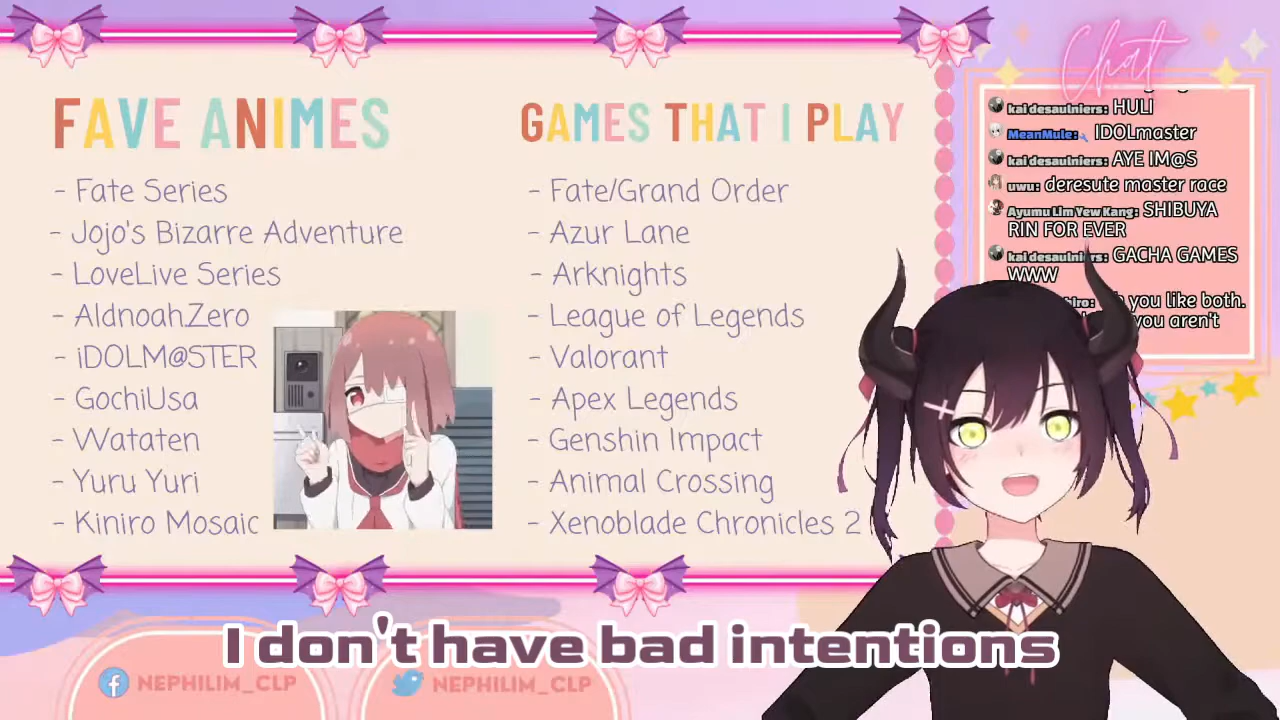 FAVE ANIMES
- Fate Series
- Jojo's Bizarre Adventure
- LoveLive Series
- Aldnoah.Zero
- iDOLM@STER
- GochiUsa
- Wataten
- Yuru Yuri
- Kiniro Mosaic
GAMES THAT I PLAY
- Fate/Grand Order
- Azur Lane
- Arknights
- League of Legends
- Valorant
- Apex Legends
- Genshin Impact
- Animal Crossing
- Xenoblade Chronicles 2
Chat
kai desaulniers: HULI
MeanMule: IDOLmaster
kai desaulniers: AYE IM@S
uwu: deresute master race
Ayumu Lim Yew Kang: SHIBUYA
RIN FOR EVER
kai desaulniers: GACHA GAMES
WWW
you like both.
you aren't
I don't have bad intentions
NEPHILIM_CLP
NEPHILIM_CLP